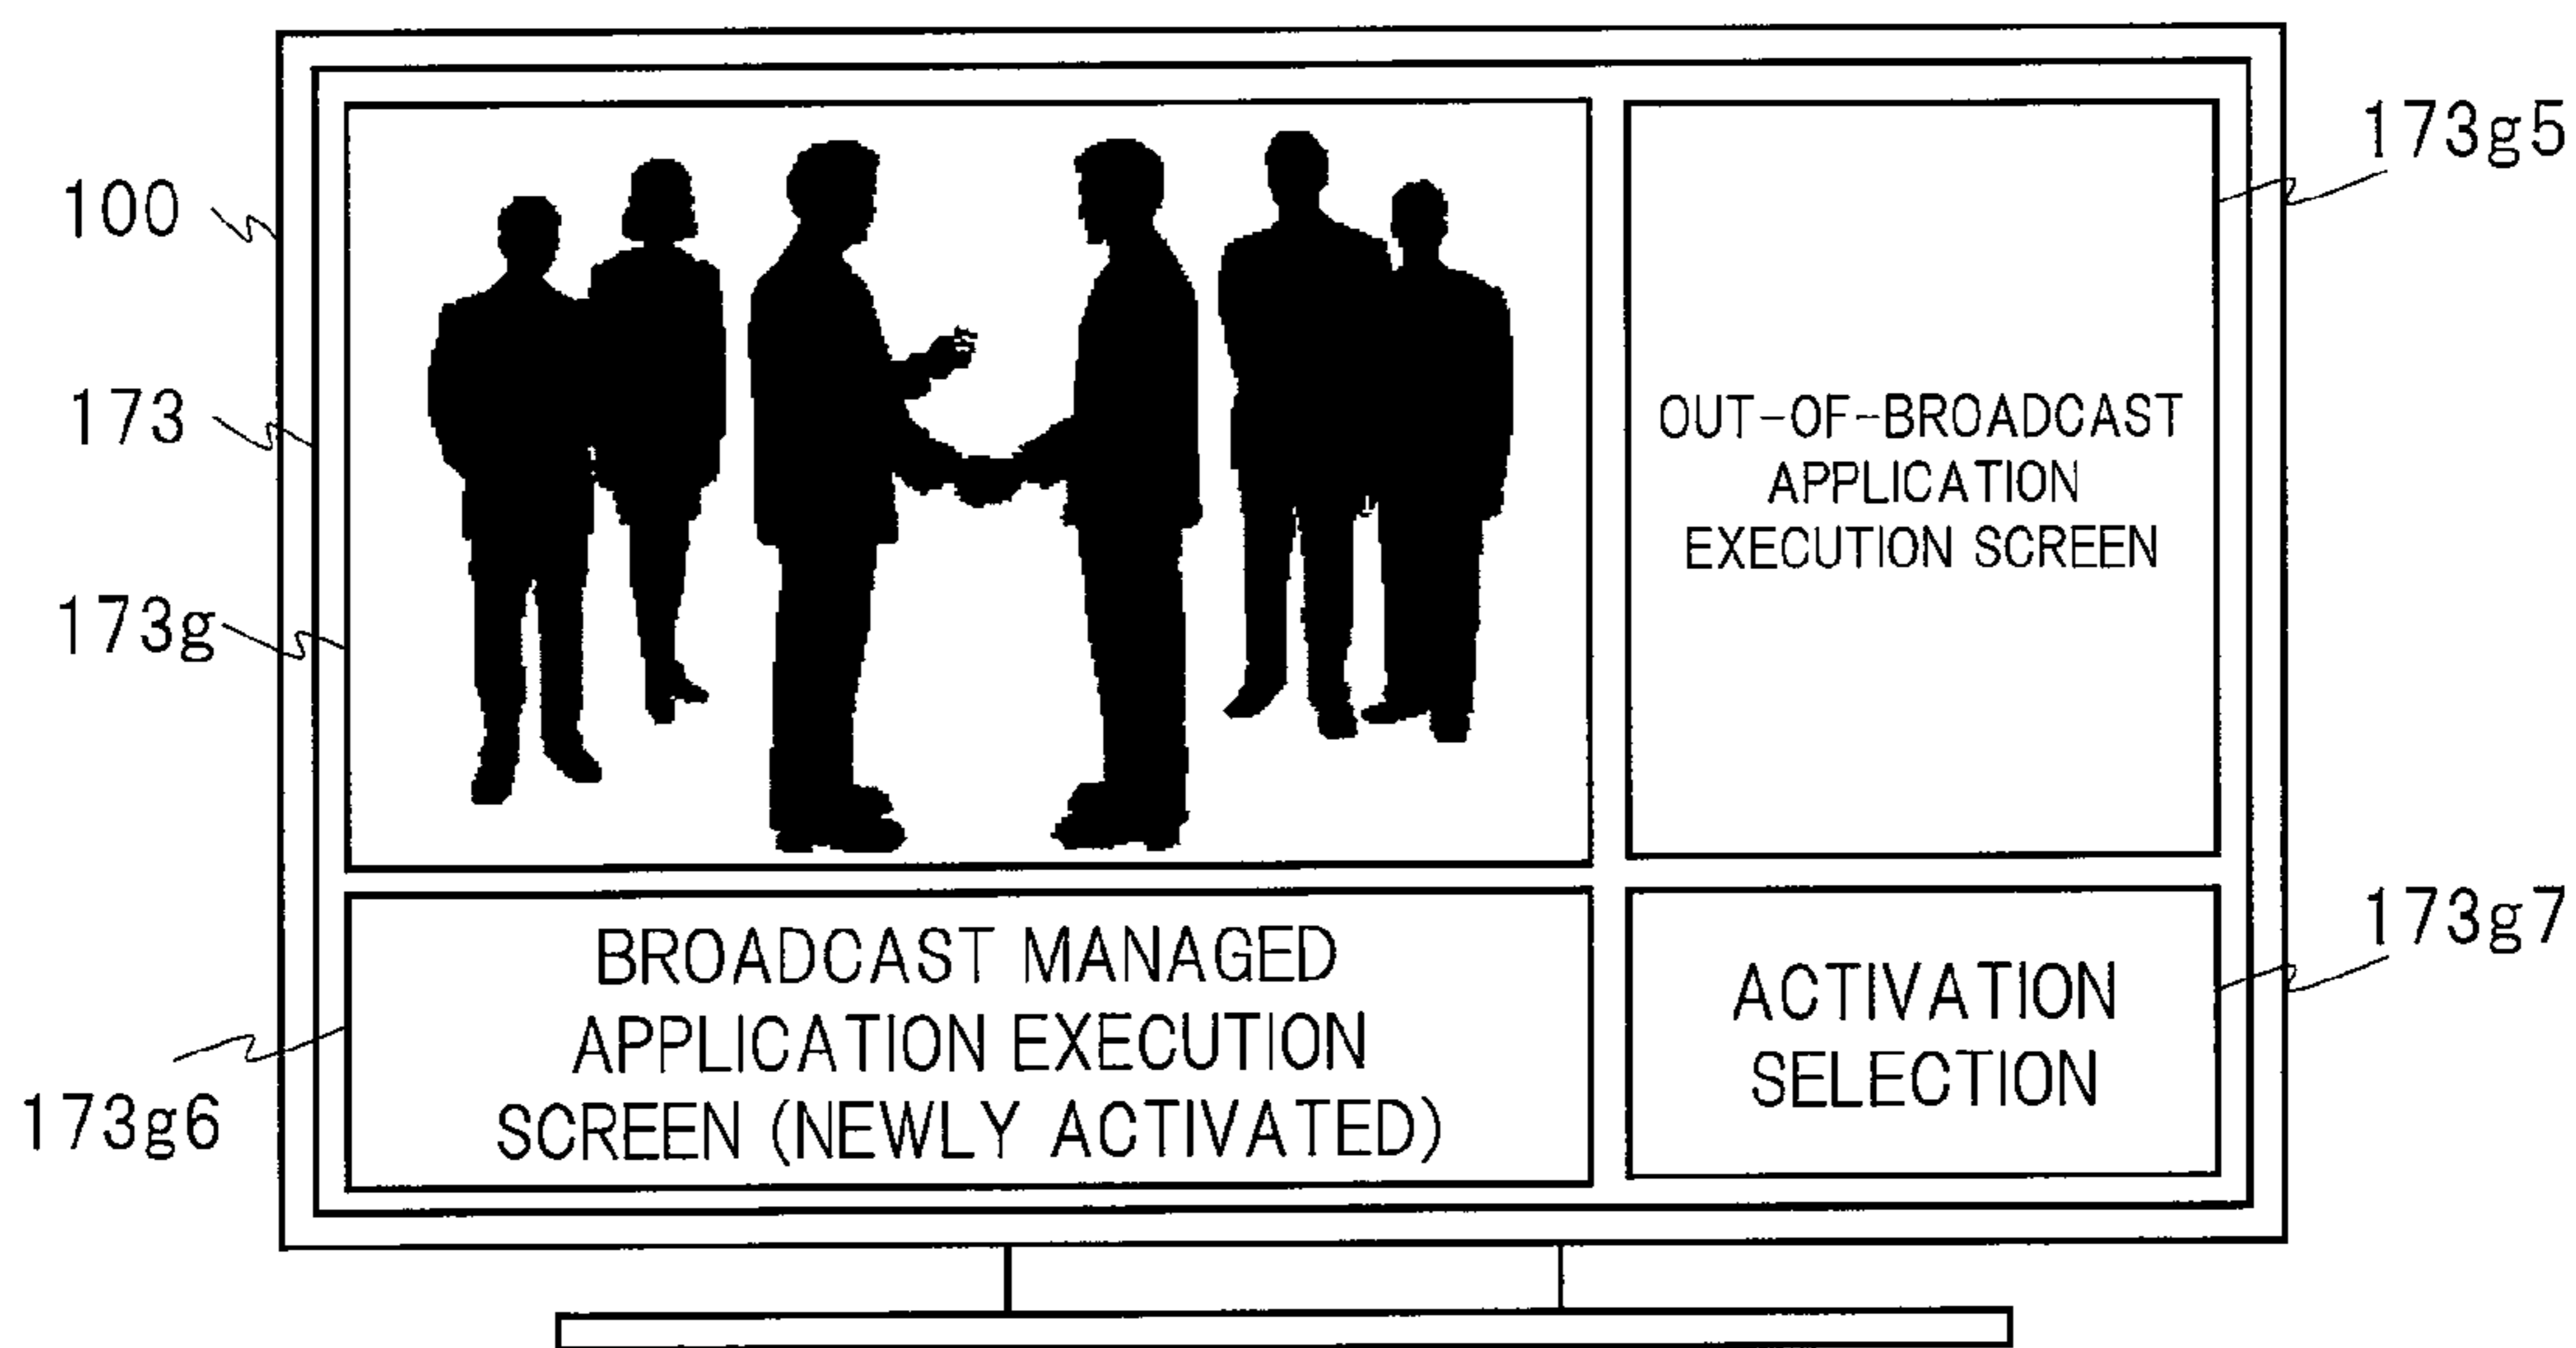 173g5
100
173
OUT-OF-BROADCAST
APPLICATION
EXECUTION SCREEN
173g
173g7
BROADCAST MANAGED
APPLICATION EXECUTION
SCREEN (NEWLY ACTIVATED)
ACTIVATION
SELECTION
173g6